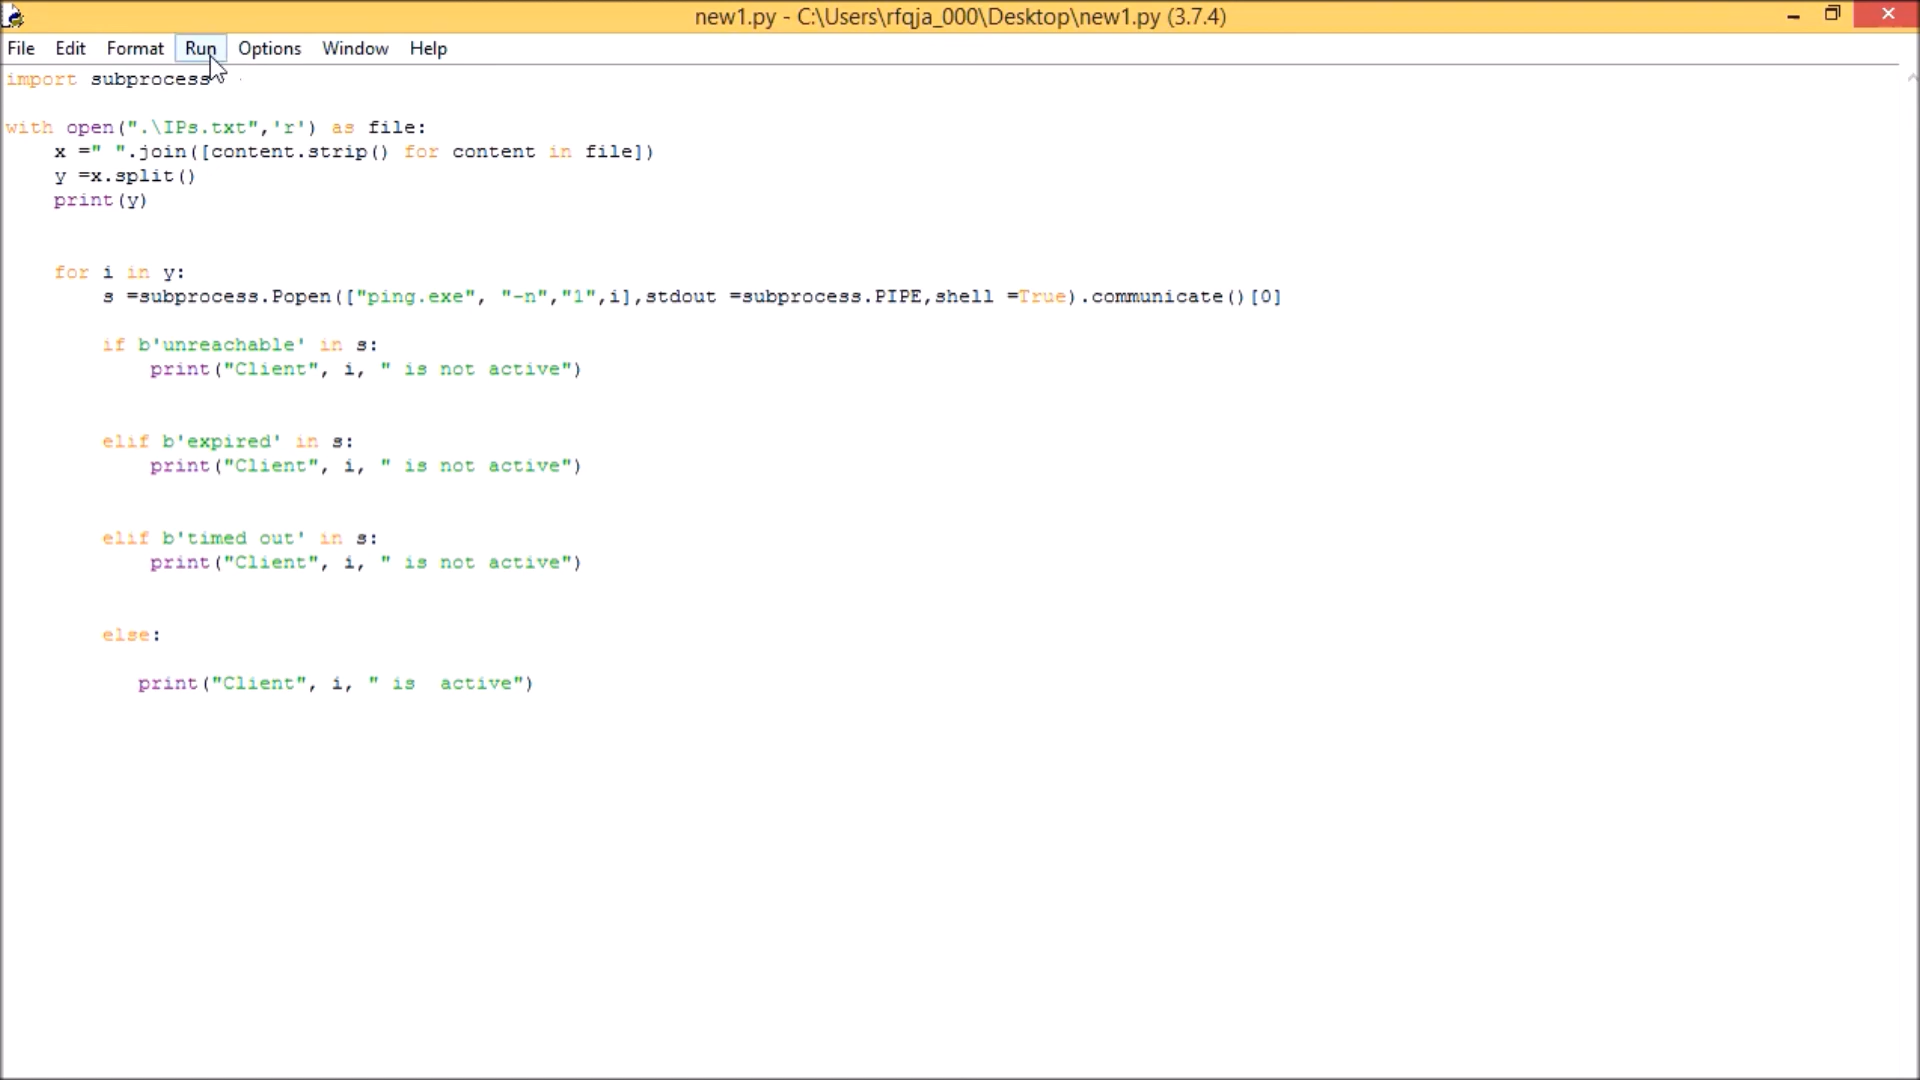 new1.py - C:\Users\rfqja_000\Desktop\new1.py (3.7.4)
File Edit Format Run Options Window Help
import subprocess
with open(".\IPs.txt",'r') as file:
    x =" ".join([content.strip() for content in file])
    y =x.split()
    print(y)
    for i in y:
        s =subprocess.Popen(["ping.exe", "-n","1",i],stdout =subprocess.PIPE,shell =True).communicate()[0]
        if b'unreachable' in s:
            print("Client", i, " is not active")
        elif b'expired' in s:
            print("Client", i, " is not active")
        elif b'timed out' in s:
            print("Client", i, " is not active")
        else:
           print("Client", i, " is  active")